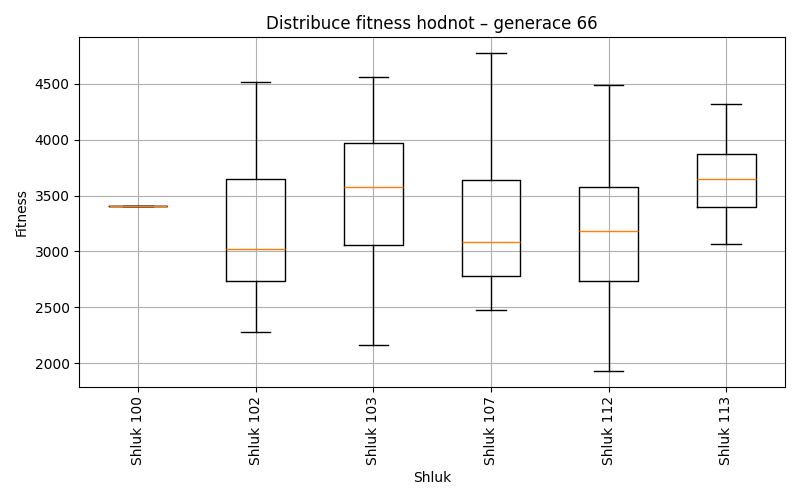 Distribuce fitness hodnot – generace 66
Fitness
4500
4000
3500
3000
2500
2000
Shluk 100
Shluk 102
Shluk 103
Shluk 107
Shluk 112
Shluk 113
Shluk